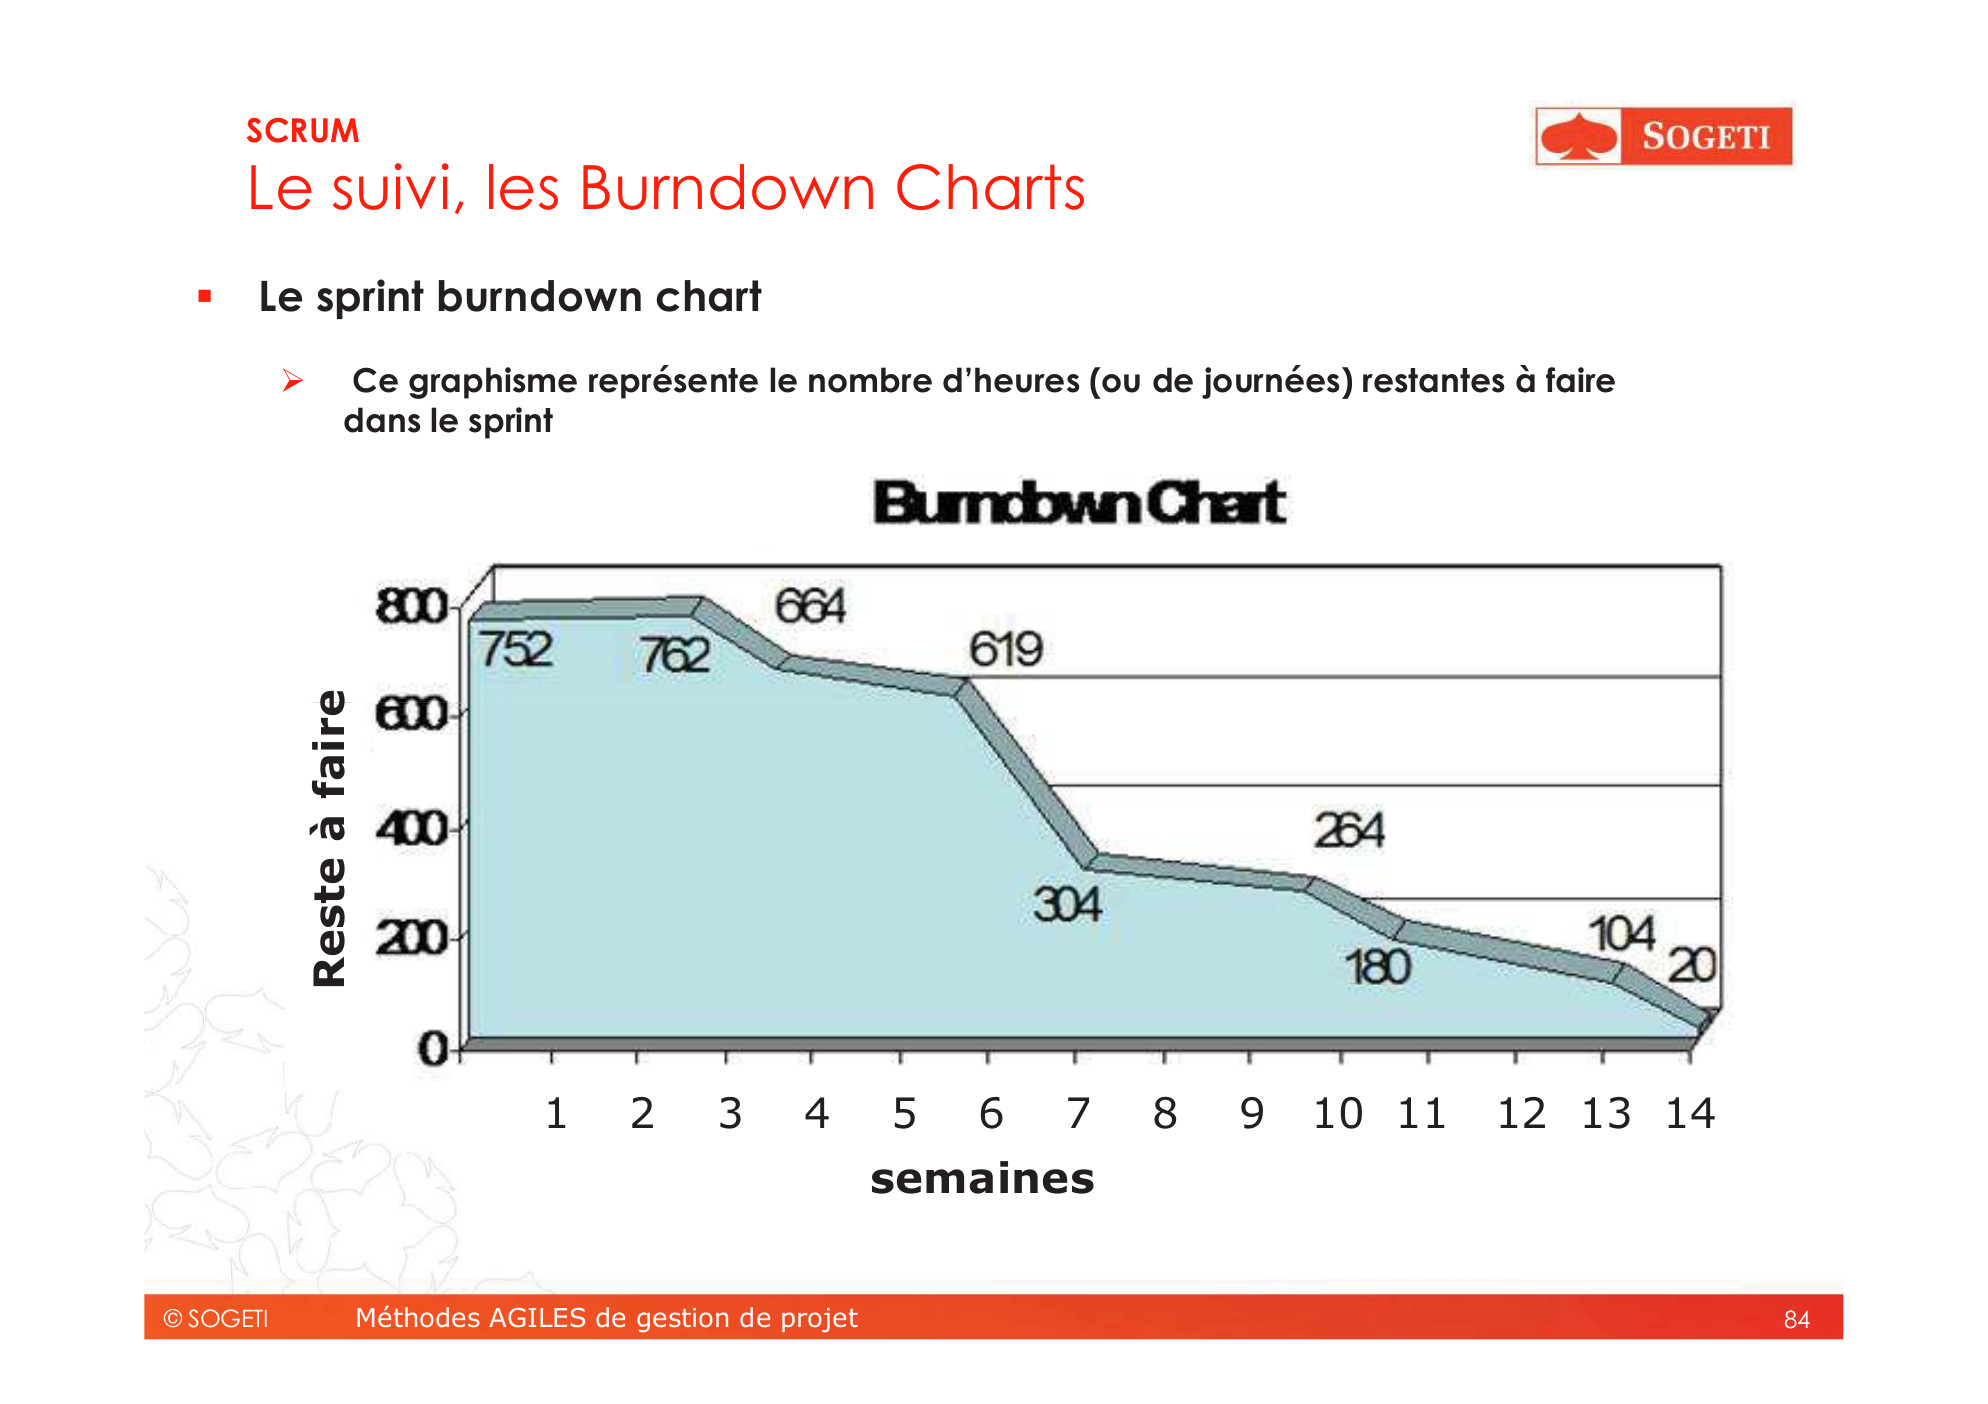 SCRUM
SOGETI
Le suivi, les Burndown Charts
Le sprint burndown chart
Ce graphisme représente le nombre d'heures (ou de journées) restantes à faire
dans le sprint
Burndown Chart
800
664
752
762
619
600
Reste à faire
400
264
304
200
104
180
20
0
1 2 3 4 5 6 7 8 9 10 11 12 13 14
semaines
© SOGETI Méthodes AGILES de gestion de projet 84